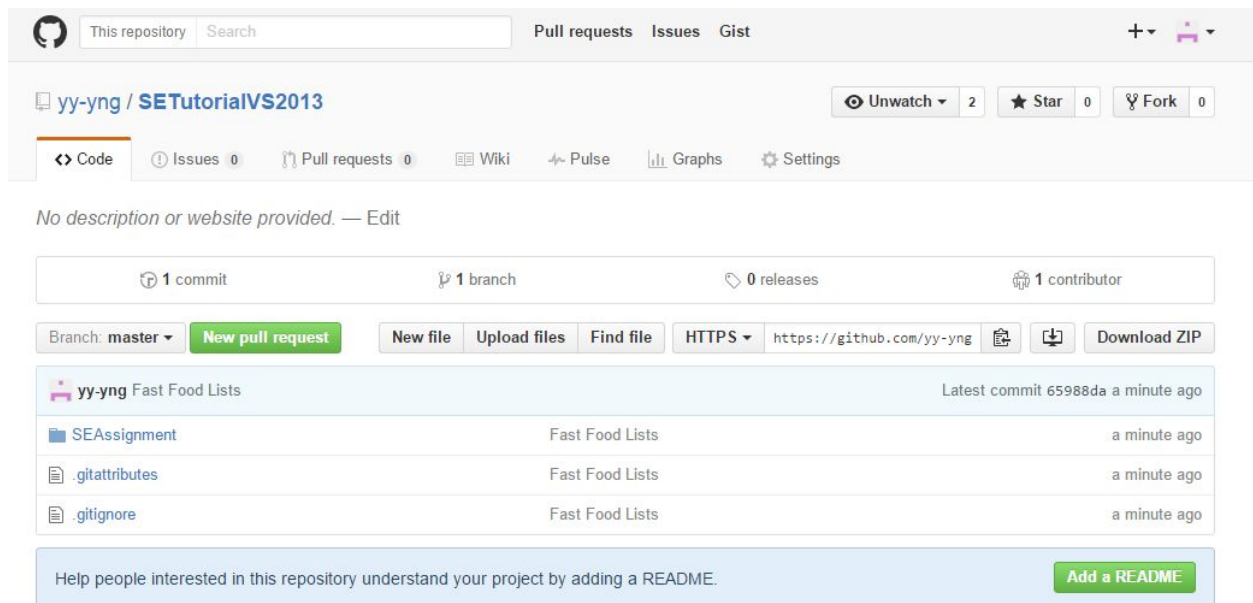 This repository Search Pull requests Issues Gist
yy-yng / SETutorialVS2013 Unwatch 2 Star 0 Fork 0
Code Issues 0 Pull requests 0 Wiki Pulse Graphs Settings
No description or website provided. — Edit
1 commit 1 branch 0 releases 1 contributor
Branch: master New pull request New file Upload files Find file HTTPS https://github.com/yy-yng Download ZIP
yy-yng Fast Food Lists Latest commit 65988da a minute ago
SEAssignment Fast Food Lists a minute ago
.gitattributes Fast Food Lists a minute ago
.gitignore Fast Food Lists a minute ago
Help people interested in this repository understand your project by adding a README. Add a README